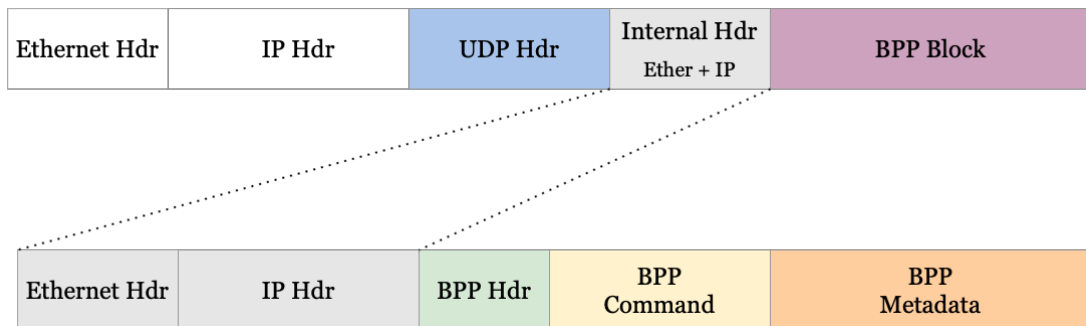 Ethernet Hdr
IP Hdr
UDP Hdr
Internal Hdr
Ether + IP
BPP Block
Ethernet Hdr
IP Hdr
BPP Hdr
BPP
Command
BPP
Metadata